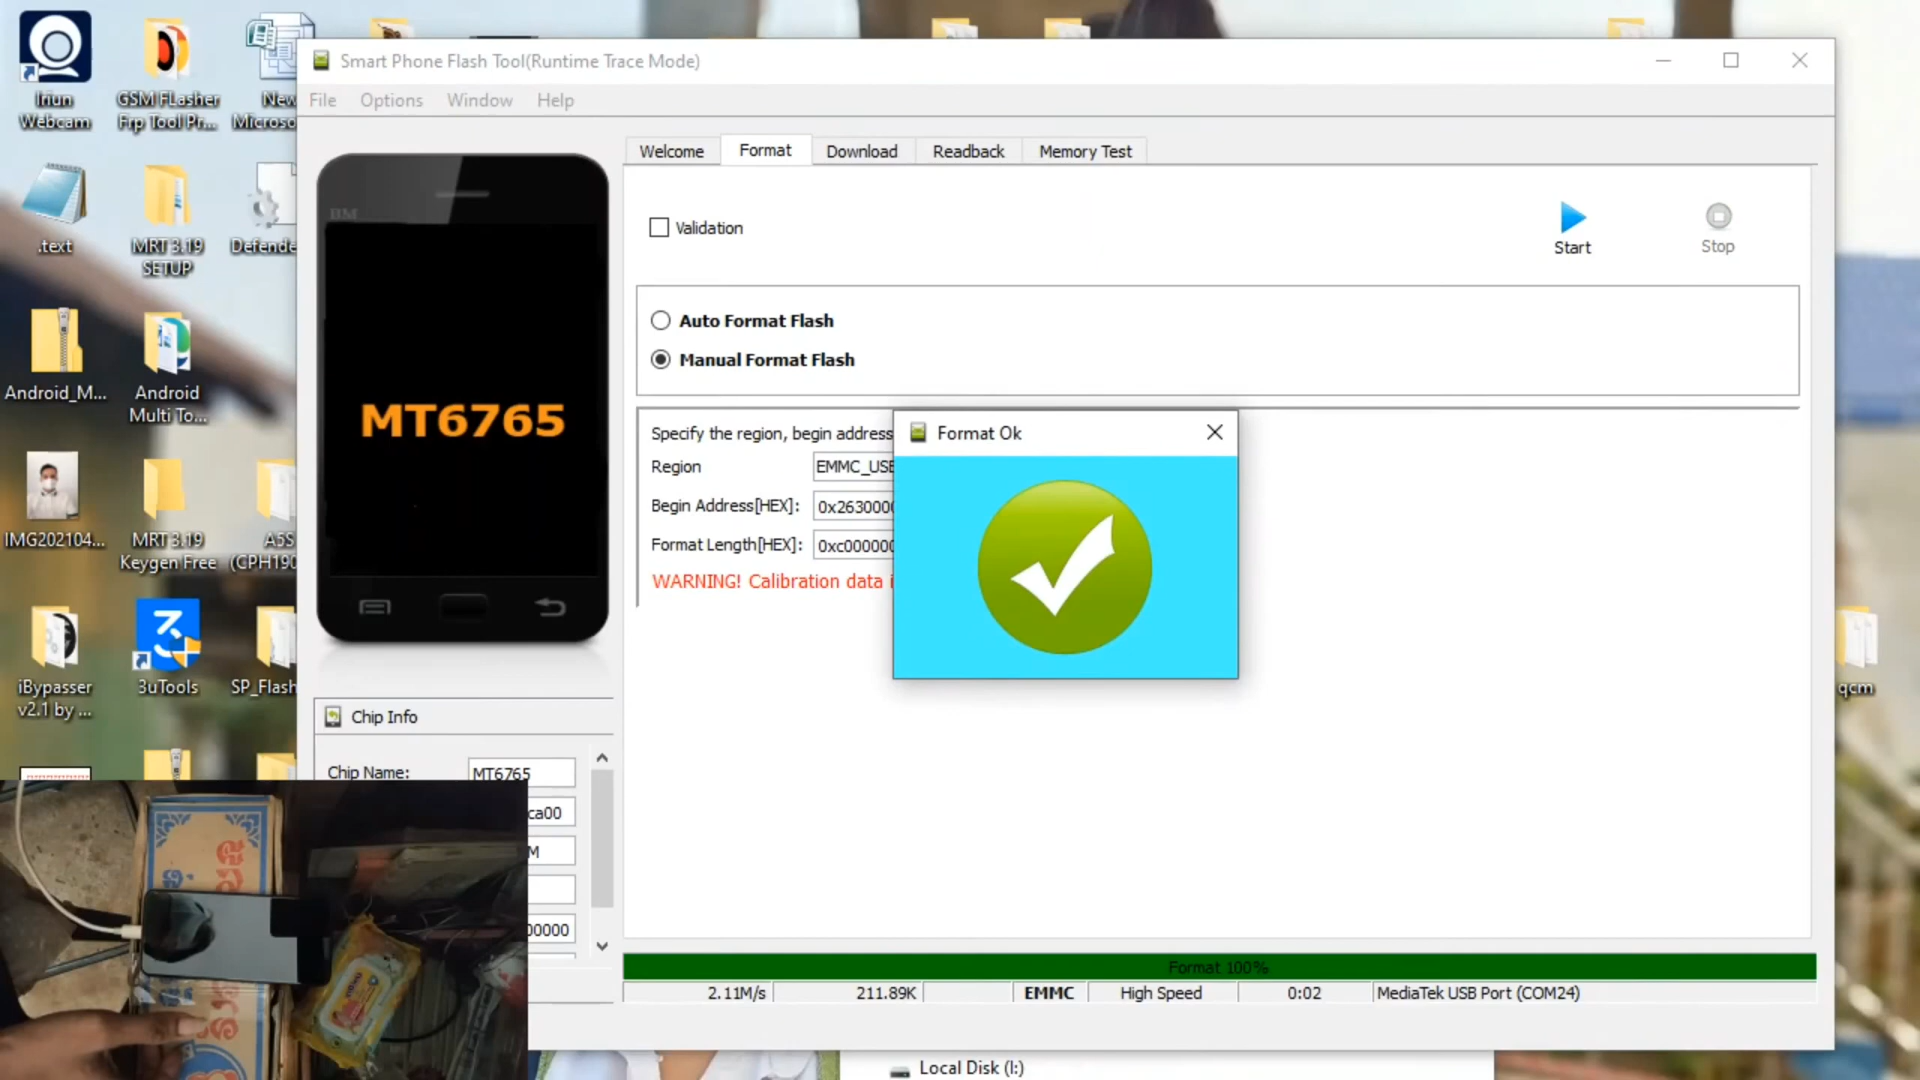 Iriun
Webcam
GSM FLasher
Frp Tool Pr...
New
Microso
.text
MRT 3.19
SETUP
Defende
Android_M...
Android
Multi To...
IMG202104...
MRT 3.19
Keygen Free
A5S
(CPH190
iBypasser
v2.1 by ...
3uTools
SP_Flash
qcm
Smart Phone Flash Tool(Runtime Trace Mode)
File Options Window Help
BM
MT6765
Welcome Format Download Readback Memory Test
Validation
Start
Stop
Auto Format Flash
Manual Format Flash
Specify the region, begin address
Region EMMC_USE
Begin Address[HEX]: 0x2630000
Format Length[HEX]: 0xc000000
WARNING! Calibration data i
Format Ok
Chip Info
Chip Name: MT6765
ca00
M
00000
Format 100%
2.11M/s 211.89K EMMC High Speed 0:02 MediaTek USB Port (COM24)
Local Disk (I:)